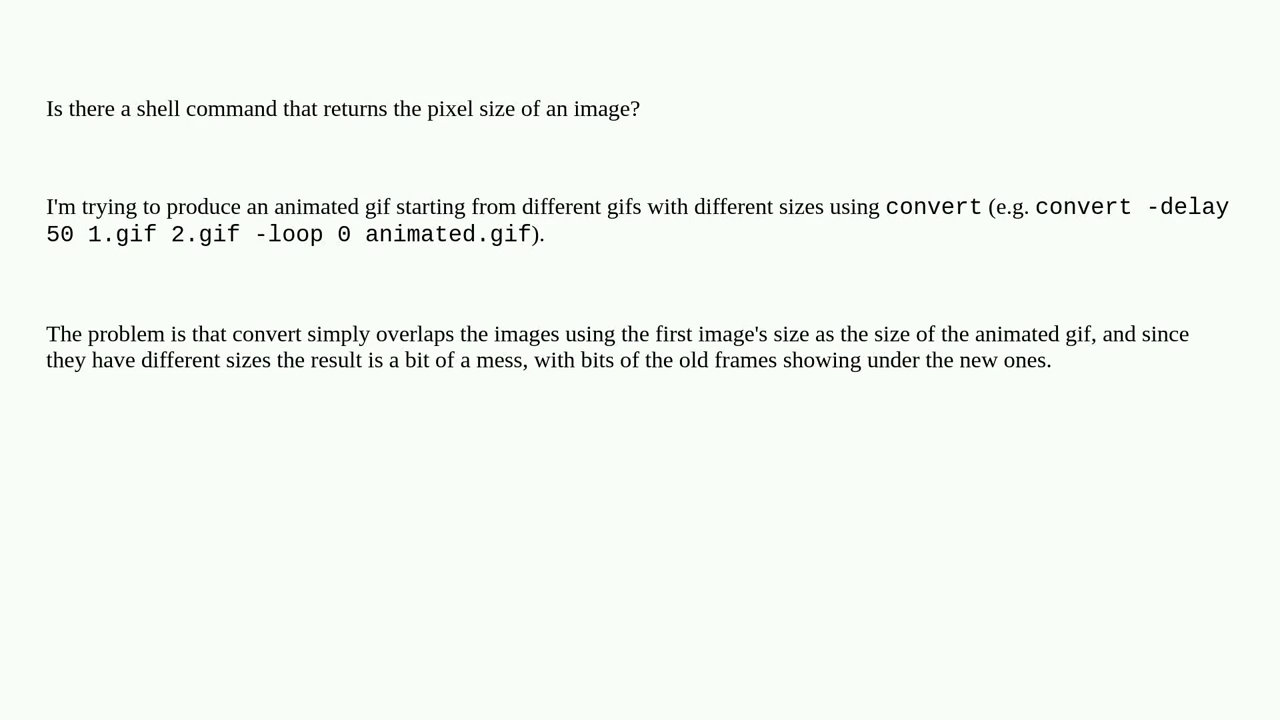 Is there a shell command that returns the pixel size of an image?
I'm trying to produce an animated gif starting from different gifs with different sizes using convert (e.g. convert -delay
50 1.gif 2.gif -loop 0 animated.gif).
The problem is that convert simply overlaps the images using the first image's size as the size of the animated gif, and since
they have different sizes the result is a bit of a mess, with bits of the old frames showing under the new ones.